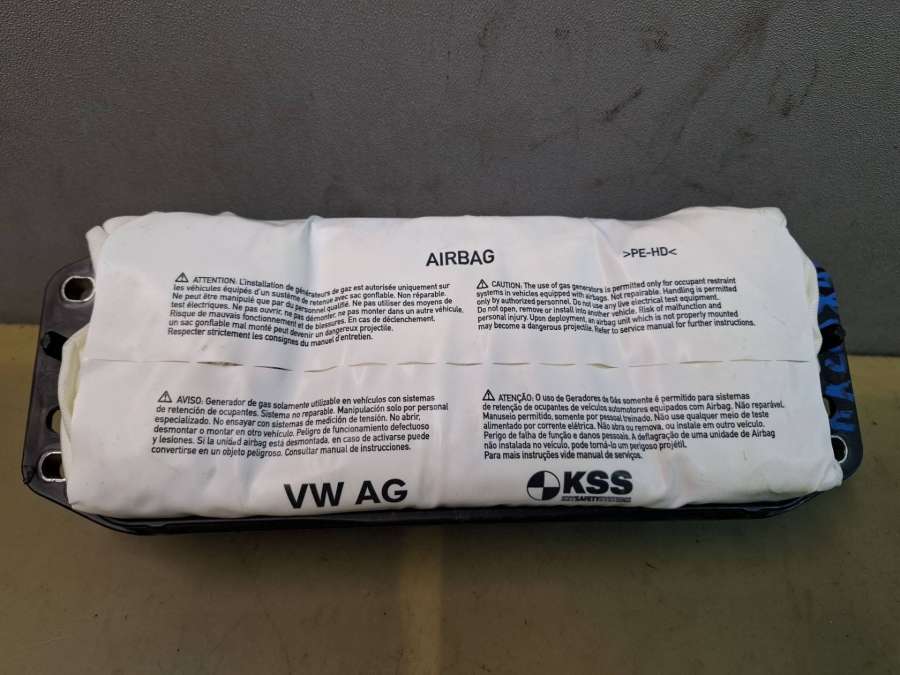 AIRBAG
>PE-HD<
⚠ ATTENTION: L'installation de générateurs de gaz est autorisée uniquement sur
les véhicules équipés d'un système de retenue avec sac gonflable. Non réparable.
Ne peut être manipulé que par du personnel qualifié. Ne pas utiliser des moyens de
test électriques. Ne pas ouvrir, ne pas démonter, ne pas monter dans un autre véhicule.
Risque de mauvais fonctionnement et de blessures. En cas de déclenchement,
un sac gonflable mal monté peut devenir un dangereux projectile.
Respecter strictement les consignes du manuel d'entretien.
⚠ CAUTION. The use of gas generators is permitted only for occupant restraint
systems in vehicles equipped with airbags. Not repairable. Handling is permitted
only by authorized personnel. Do not use any live electrical test equipment.
Do not open, remove or install into another vehicle. Risk of malfunction and
personal injury. Upon deployment, an airbag unit which is not properly mounted
may become a dangerous projectile. Refer to service manual for further instructions.
⚠ AVISO: Generador de gas solamente utilizable en vehículos con sistemas
de retención de ocupantes. Sistema no reparable. Manipulación solo por personal
especializado. No ensayar con sistemas de medición de tensión. No abrir,
desmontar o montar en otro vehículo. Peligro de funcionamiento defectuoso
y lesiones. Si la unidad airbag está desmontada, en caso de activarse puede
convertirse en un objeto peligroso. Consultar manual de instrucciones.
⚠ ATENÇÃO: O uso de Geradores de Gás somente é permitido para sistemas
de retenção de ocupantes de veículos automotores equipados com Airbag. Não reparável.
Manuseio permitido, somente por pessoal treinado. Não use qualquer meio de teste
alimentado por corrente elétrica. Não abra ou remova, ou instale em outro veículo.
Perigo de falha de função e danos pessoais. A deflagração de uma unidade de Airbag
não instalada no veículo, pode torná-lo um perigoso projétil.
Para mais instruções vide manual de serviços.
VW AG
KSS
KEY SAFETY SYSTEMS